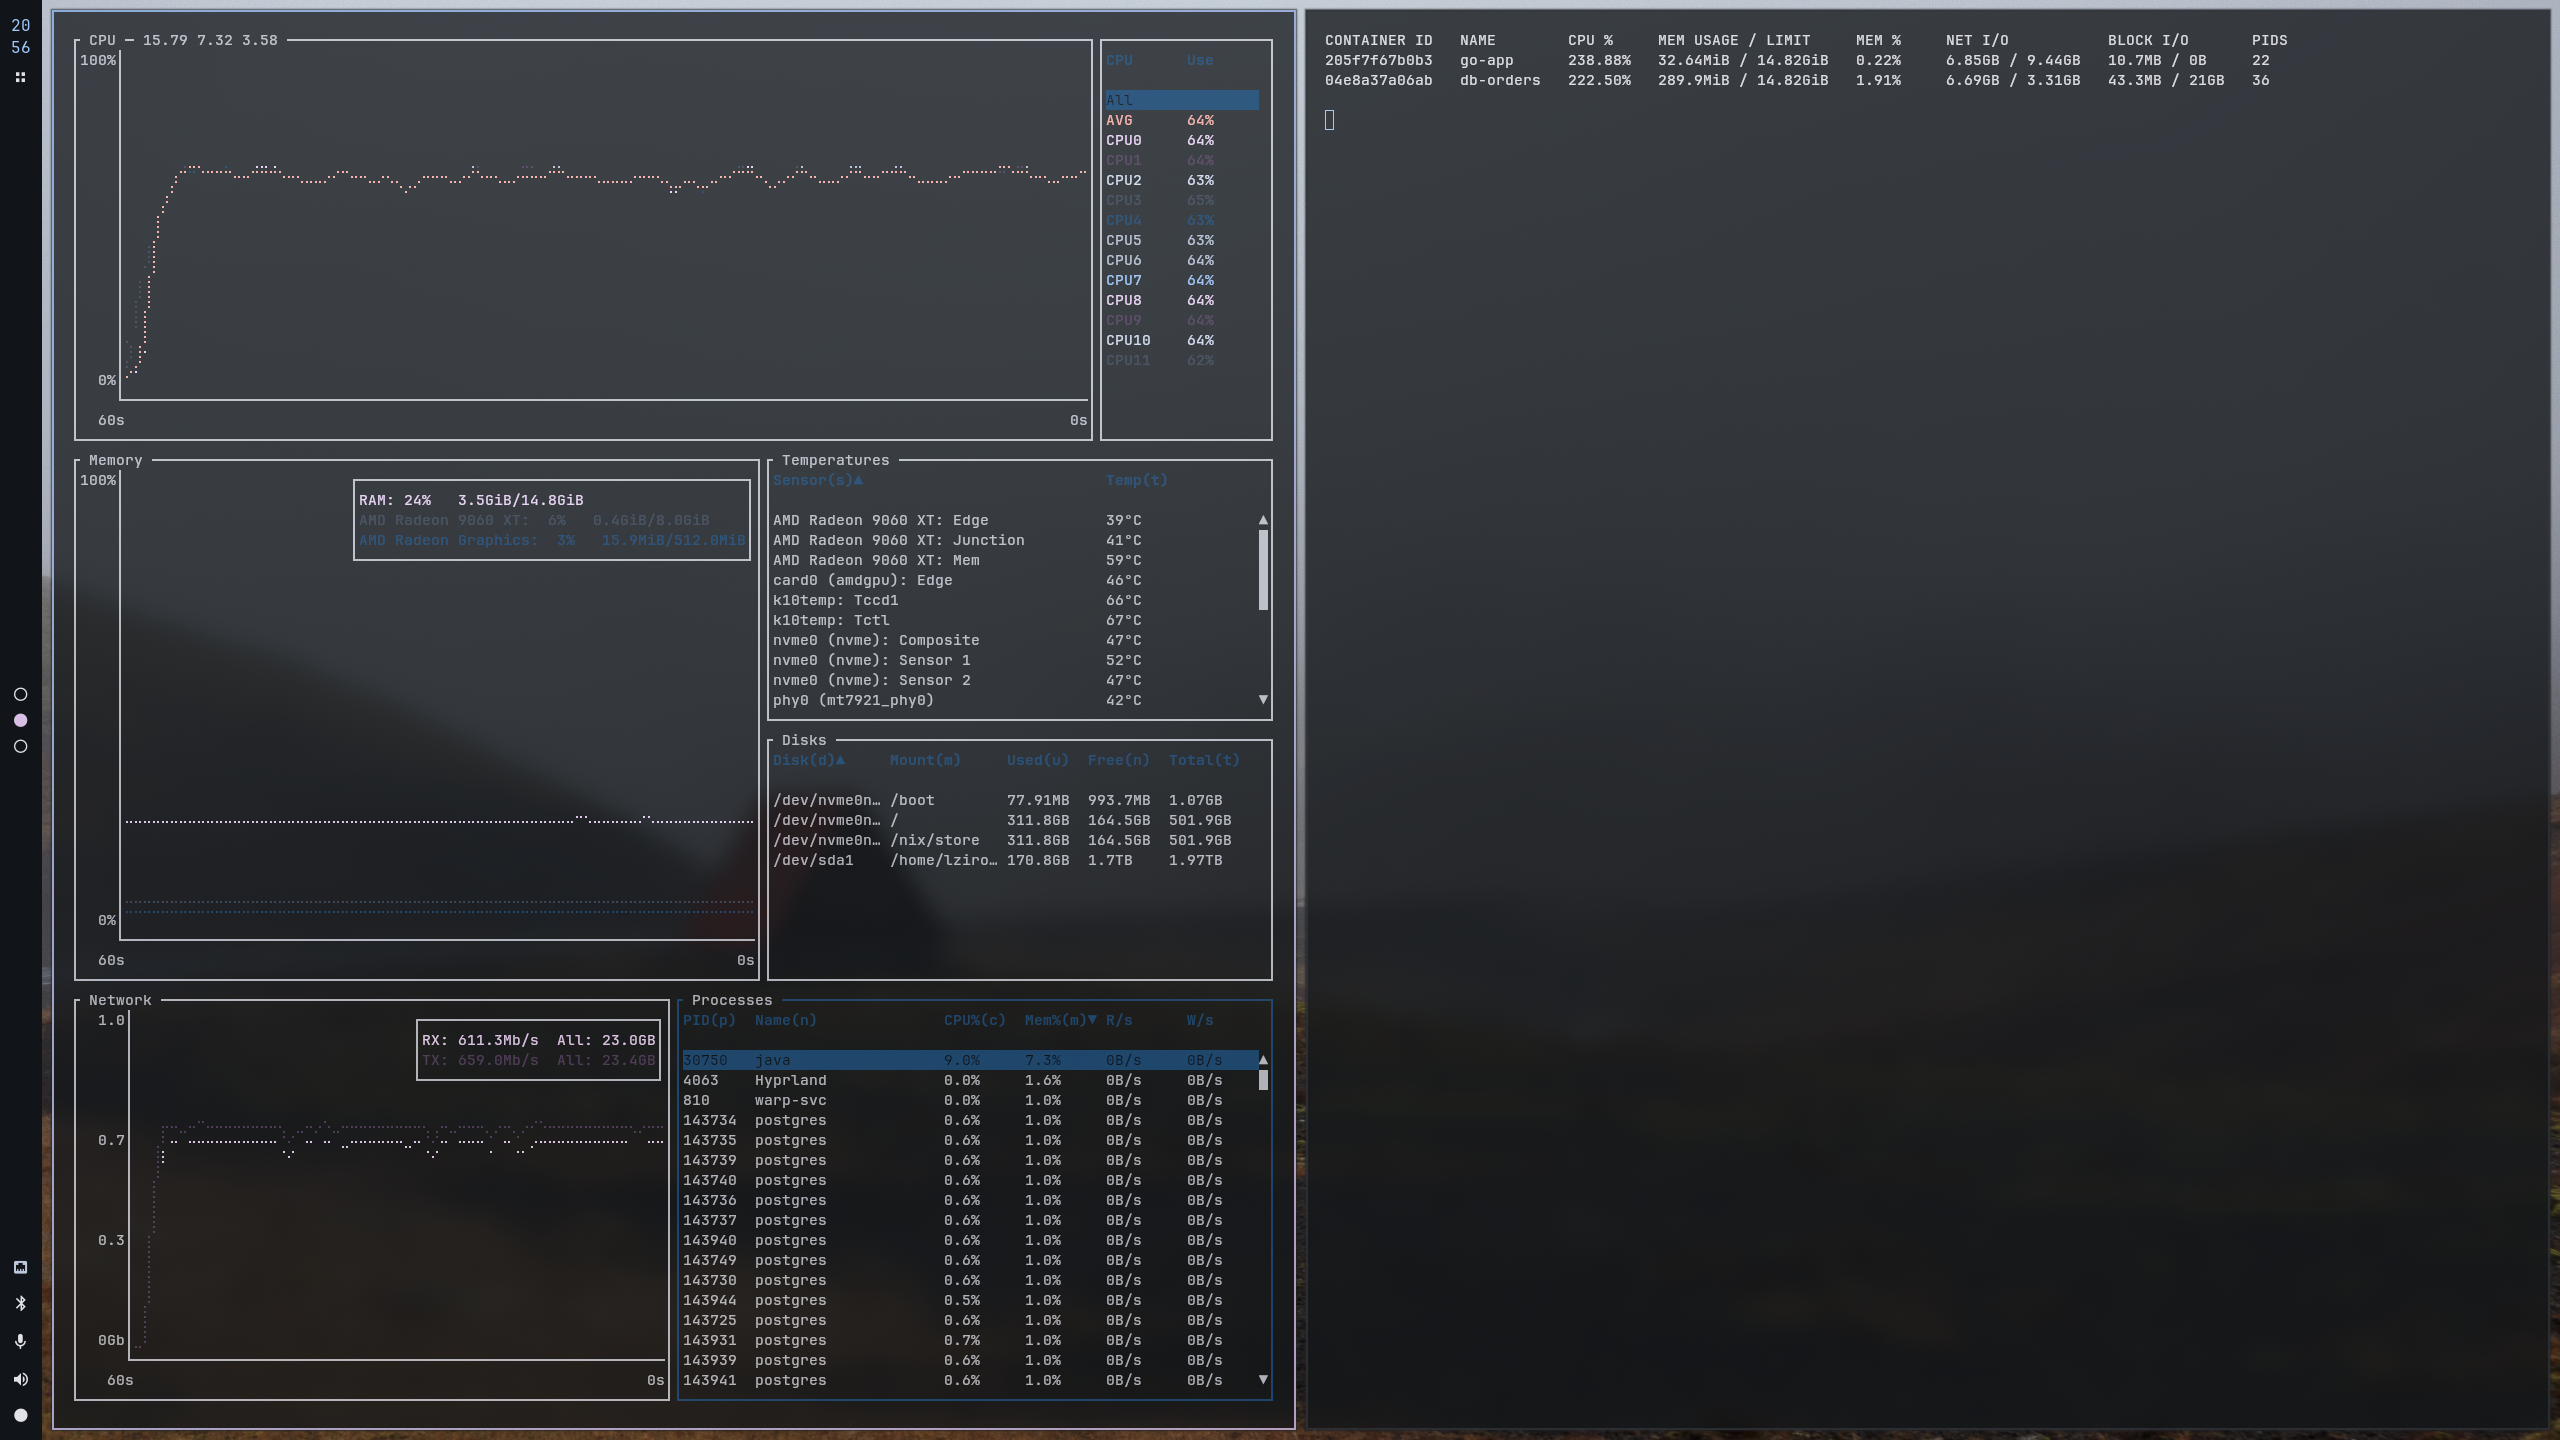 20
56
CPU — 15.79 7.32 3.58
100%
0%
60s 0s
CPU Use
All
AVG 64%
CPU0 64%
CPU1 64%
CPU2 63%
CPU3 65%
CPU4 63%
CPU5 63%
CPU6 64%
CPU7 64%
CPU8 64%
CPU9 64%
CPU10 64%
CPU11 62%
Memory
100%
RAM: 24% 3.5GiB/14.8GiB
AMD Radeon 9060 XT: 6% 0.4GiB/8.0GiB
AMD Radeon Graphics: 3% 15.9MiB/512.0MiB
0%
60s 0s
Temperatures
Sensor(s)▲ Temp(t)
AMD Radeon 9060 XT: Edge 39°C
AMD Radeon 9060 XT: Junction 41°C
AMD Radeon 9060 XT: Mem 59°C
card0 (amdgpu): Edge 46°C
k10temp: Tccd1 66°C
k10temp: Tctl 67°C
nvme0 (nvme): Composite 47°C
nvme0 (nvme): Sensor 1 52°C
nvme0 (nvme): Sensor 2 47°C
phy0 (mt7921_phy0) 42°C
Disks
Disk(d)▲ Mount(m) Used(u) Free(n) Total(t)
/dev/nvme0n… /boot 77.91MB 993.7MB 1.07GB
/dev/nvme0n… / 311.8GB 164.5GB 501.9GB
/dev/nvme0n… /nix/store 311.8GB 164.5GB 501.9GB
/dev/sda1 /home/lziro… 170.8GB 1.7TB 1.97TB
Network
1.0
RX: 611.3Mb/s All: 23.0GB
TX: 659.0Mb/s All: 23.4GB
0.7
0.3
0Gb
60s 0s
Processes
PID(p) Name(n) CPU%(c) Mem%(m)▼ R/s W/s
30750 java 9.0% 7.3% 0B/s 0B/s
4063 Hyprland 0.0% 1.6% 0B/s 0B/s
810 warp-svc 0.0% 1.0% 0B/s 0B/s
143734 postgres 0.6% 1.0% 0B/s 0B/s
143735 postgres 0.6% 1.0% 0B/s 0B/s
143739 postgres 0.6% 1.0% 0B/s 0B/s
143740 postgres 0.6% 1.0% 0B/s 0B/s
143736 postgres 0.6% 1.0% 0B/s 0B/s
143737 postgres 0.6% 1.0% 0B/s 0B/s
143940 postgres 0.6% 1.0% 0B/s 0B/s
143749 postgres 0.6% 1.0% 0B/s 0B/s
143730 postgres 0.6% 1.0% 0B/s 0B/s
143944 postgres 0.5% 1.0% 0B/s 0B/s
143725 postgres 0.6% 1.0% 0B/s 0B/s
143931 postgres 0.7% 1.0% 0B/s 0B/s
143939 postgres 0.6% 1.0% 0B/s 0B/s
143941 postgres 0.6% 1.0% 0B/s 0B/s
CONTAINER ID NAME CPU % MEM USAGE / LIMIT MEM % NET I/O BLOCK I/O PIDS
205f7f67b0b3 go-app 238.88% 32.64MiB / 14.82GiB 0.22% 6.85GB / 9.44GB 10.7MB / 0B 22
04e8a37a06ab db-orders 222.50% 289.9MiB / 14.82GiB 1.91% 6.69GB / 3.31GB 43.3MB / 21GB 36